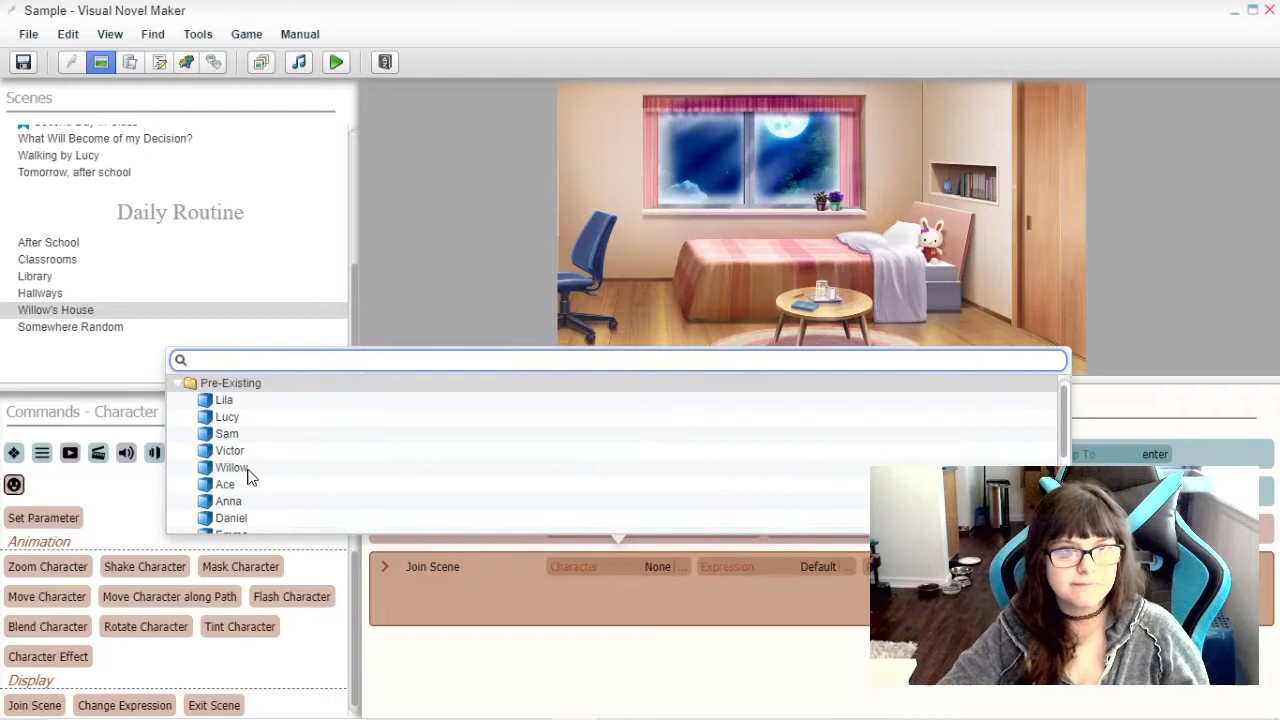 Sample - Visual Novel Maker
File Edit View Find Tools Game Manual
Scenes
What Will Become of my Decision?
Walking by Lucy
Tomorrow, after school
Daily Routine
After School
Classrooms
Library
Hallways
Willow's House
Somewhere Random
Pre-Existing
Lila
Lucy
Sam
Victor
Willow
Ace
Anna
Daniel
Commands - Character
Set Parameter
Animation
Zoom Character Shake Character Mask Character
Move Character Move Character along Path Flash Character
Blend Character Rotate Character Tint Character
Character Effect
Display
Join Scene Change Expression Exit Scene
p To enter
Join Scene Character None ... Expression Default ...